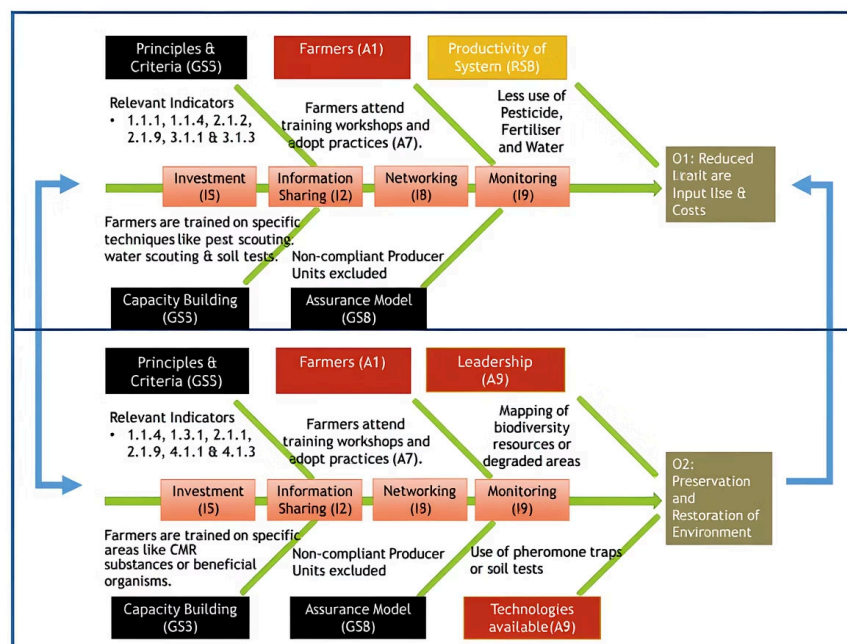 Principles &
Criteria (GS5)
Farmers (A1)
Productivity of
System (RS8)
Relevant Indicators
• 1.1.1, 1.1.4, 2.1.2,
2.1.9, 3.1.1 & 3.1.3
Farmers attend
training workshops and
adopt practices (A7).
Less use of
Pesticide,
Fertiliser
and Water
Investment
(I5)
Information
Sharing (I2)
Networking
(I8)
Monitoring
(I9)
O1: Reduced
Input Use &
Costs
Farmers are trained on specific
techniques like pest scouting,
water scouting & soil tests.
Non-compliant Producer
Units excluded
Capacity Building
(GS3)
Assurance Model
(GS8)
Principles &
Criteria (GS5)
Farmers (A1)
Leadership
(A9)
Relevant Indicators
• 1.1.4, 1.3.1, 2.1.1,
2.1.9, 4.1.1 & 4.1.3
Farmers attend
training workshops and
adopt practices (A7).
Mapping of
biodiversity
resources or
degraded areas
Investment
(I5)
Information
Sharing (I2)
Networking
Monitoring
(I9)
O2:
Preservation
and
Restoration of
Environment
Farmers are trained on specific
areas like CMR
substances or beneficial
organisms.
Non-compliant Producer
Units excluded
Use of pheromone traps
or soil tests
Capacity Building
(GS3)
Assurance Model
(GS8)
Technologies
available (A9)